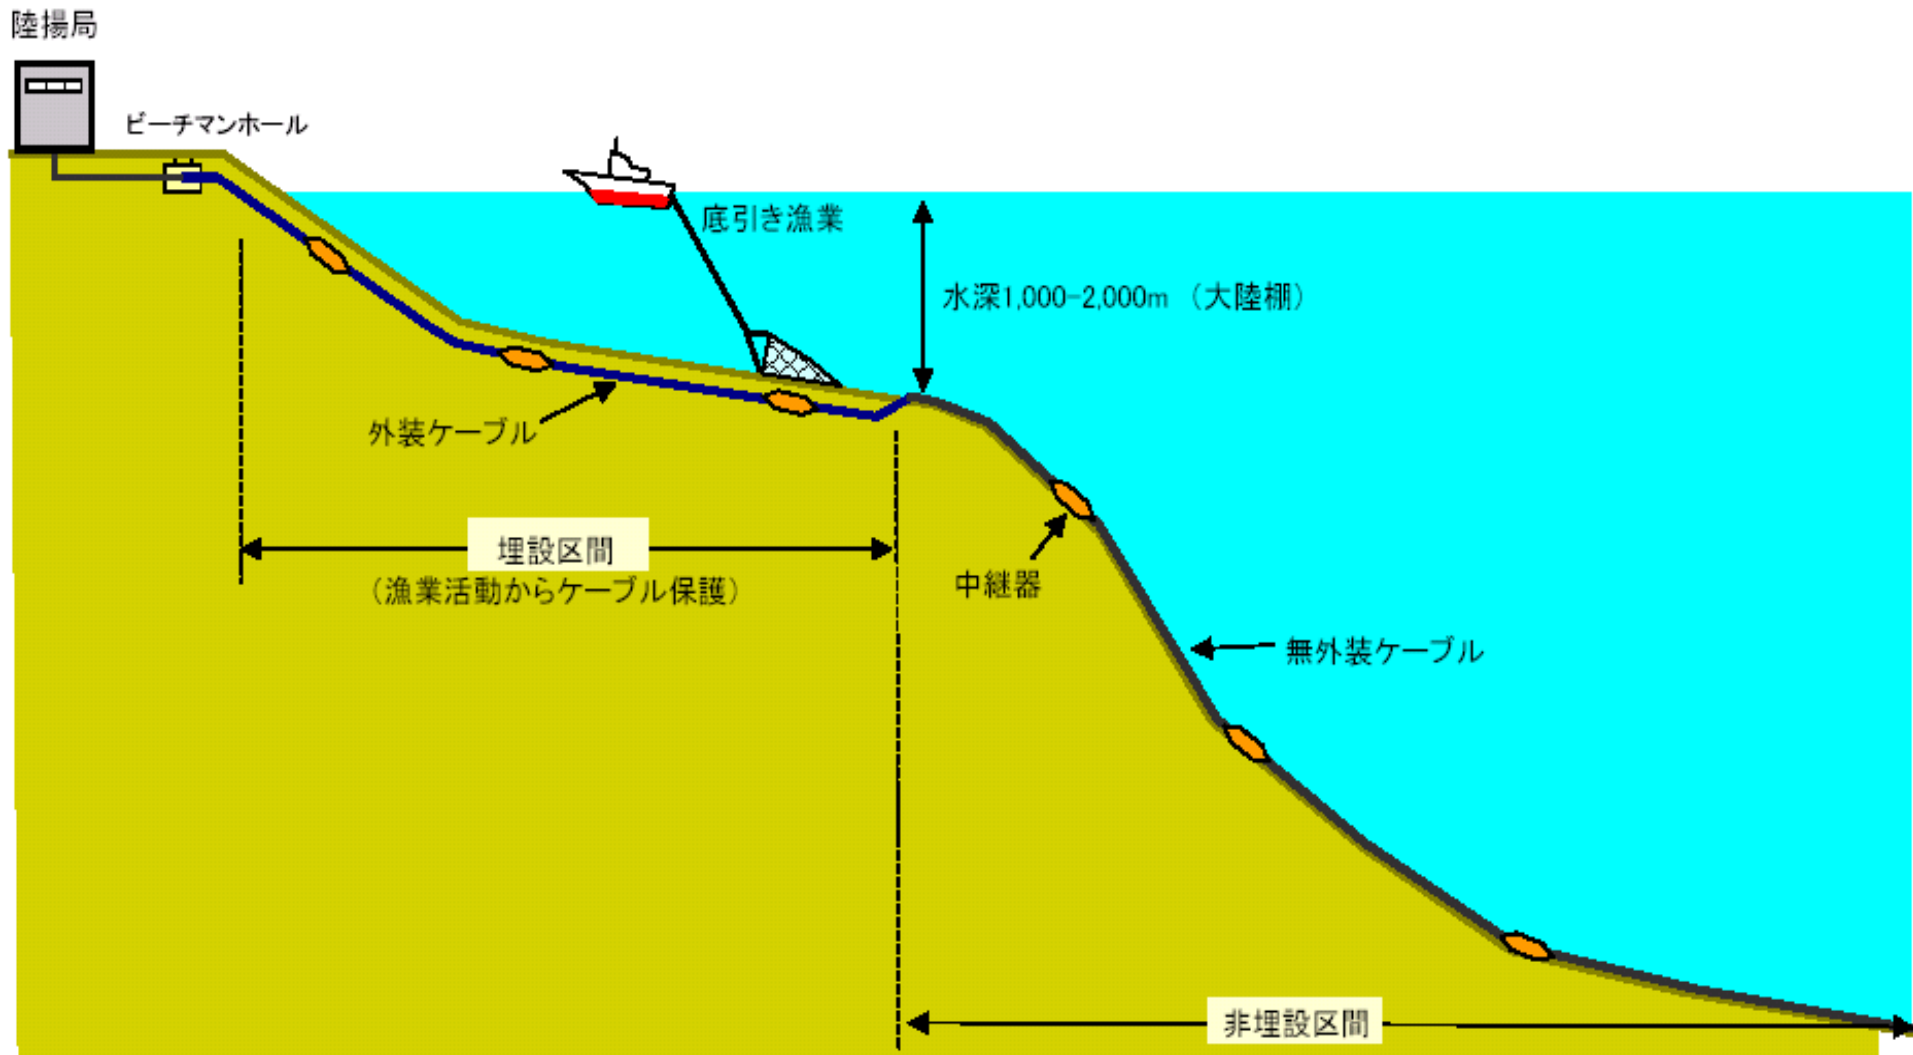 陸揚局
ビーチマンホール
底引き漁業
水深1,000-2,000m （大陸棚）
外装ケーブル
埋設区間
（漁業活動からケーブル保護）
中継器
無外装ケーブル
非埋設区間